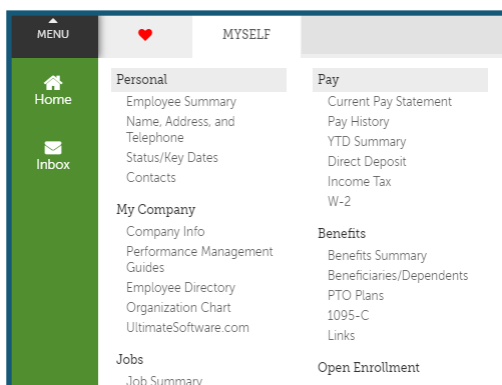 MENU
MYSELF
Home
Inbox
Personal
Employee Summary
Name, Address, and
Telephone
Status/Key Dates
Contacts
My Company
Company Info
Performance Management
Guides
Employee Directory
Organization Chart
UltimateSoftware.com
Jobs
Job Summary
Pay
Current Pay Statement
Pay History
YTD Summary
Direct Deposit
Income Tax
W-2
Benefits
Benefits Summary
Beneficiaries/Dependents
PTO Plans
1095-C
Links
Open Enrollment